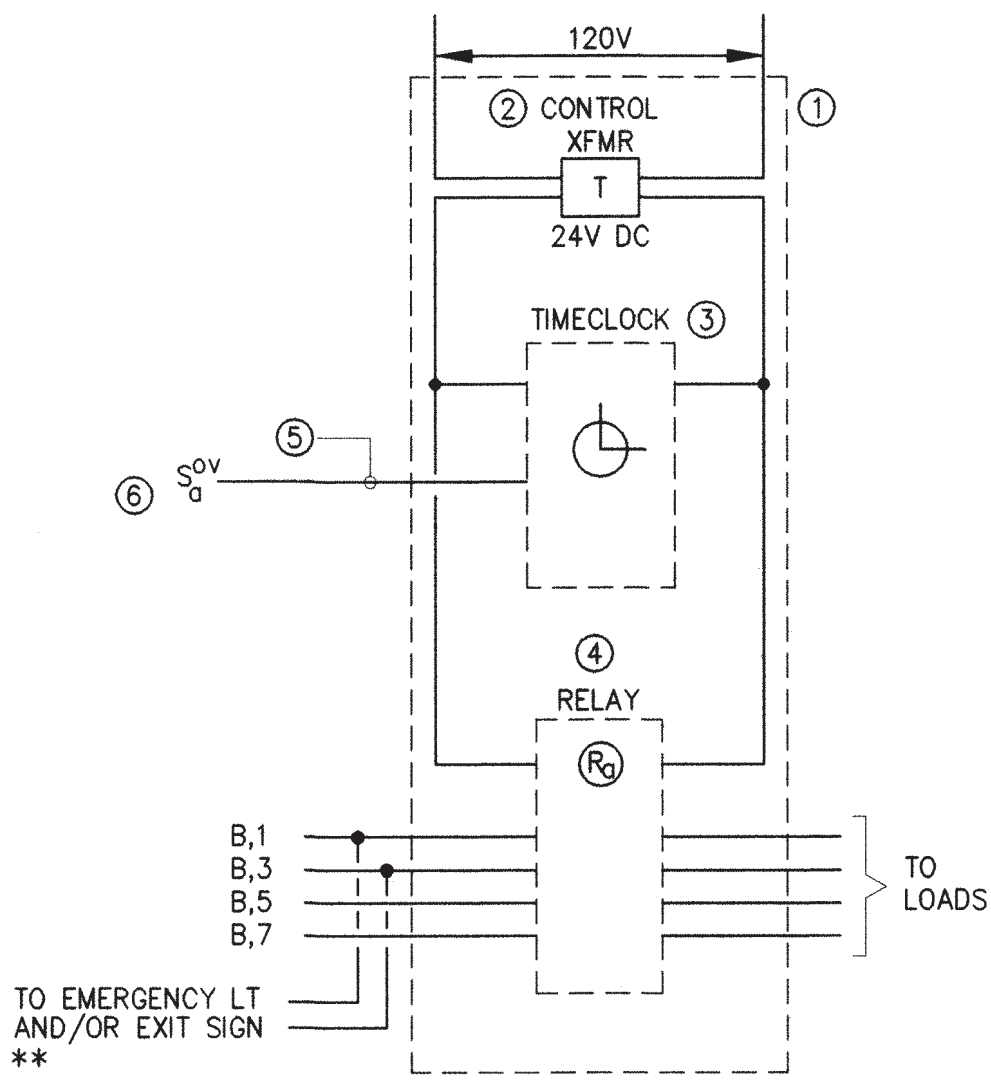 120V
② CONTROL
XFMR
①
T
24V DC
TIMECLOCK ③
⑤
⑥ Sₐᴼⱽ
④
RELAY
Rₐ
B,1
B,3
B,5
B,7
TO
LOADS
TO EMERGENCY LT
AND/OR EXIT SIGN
**